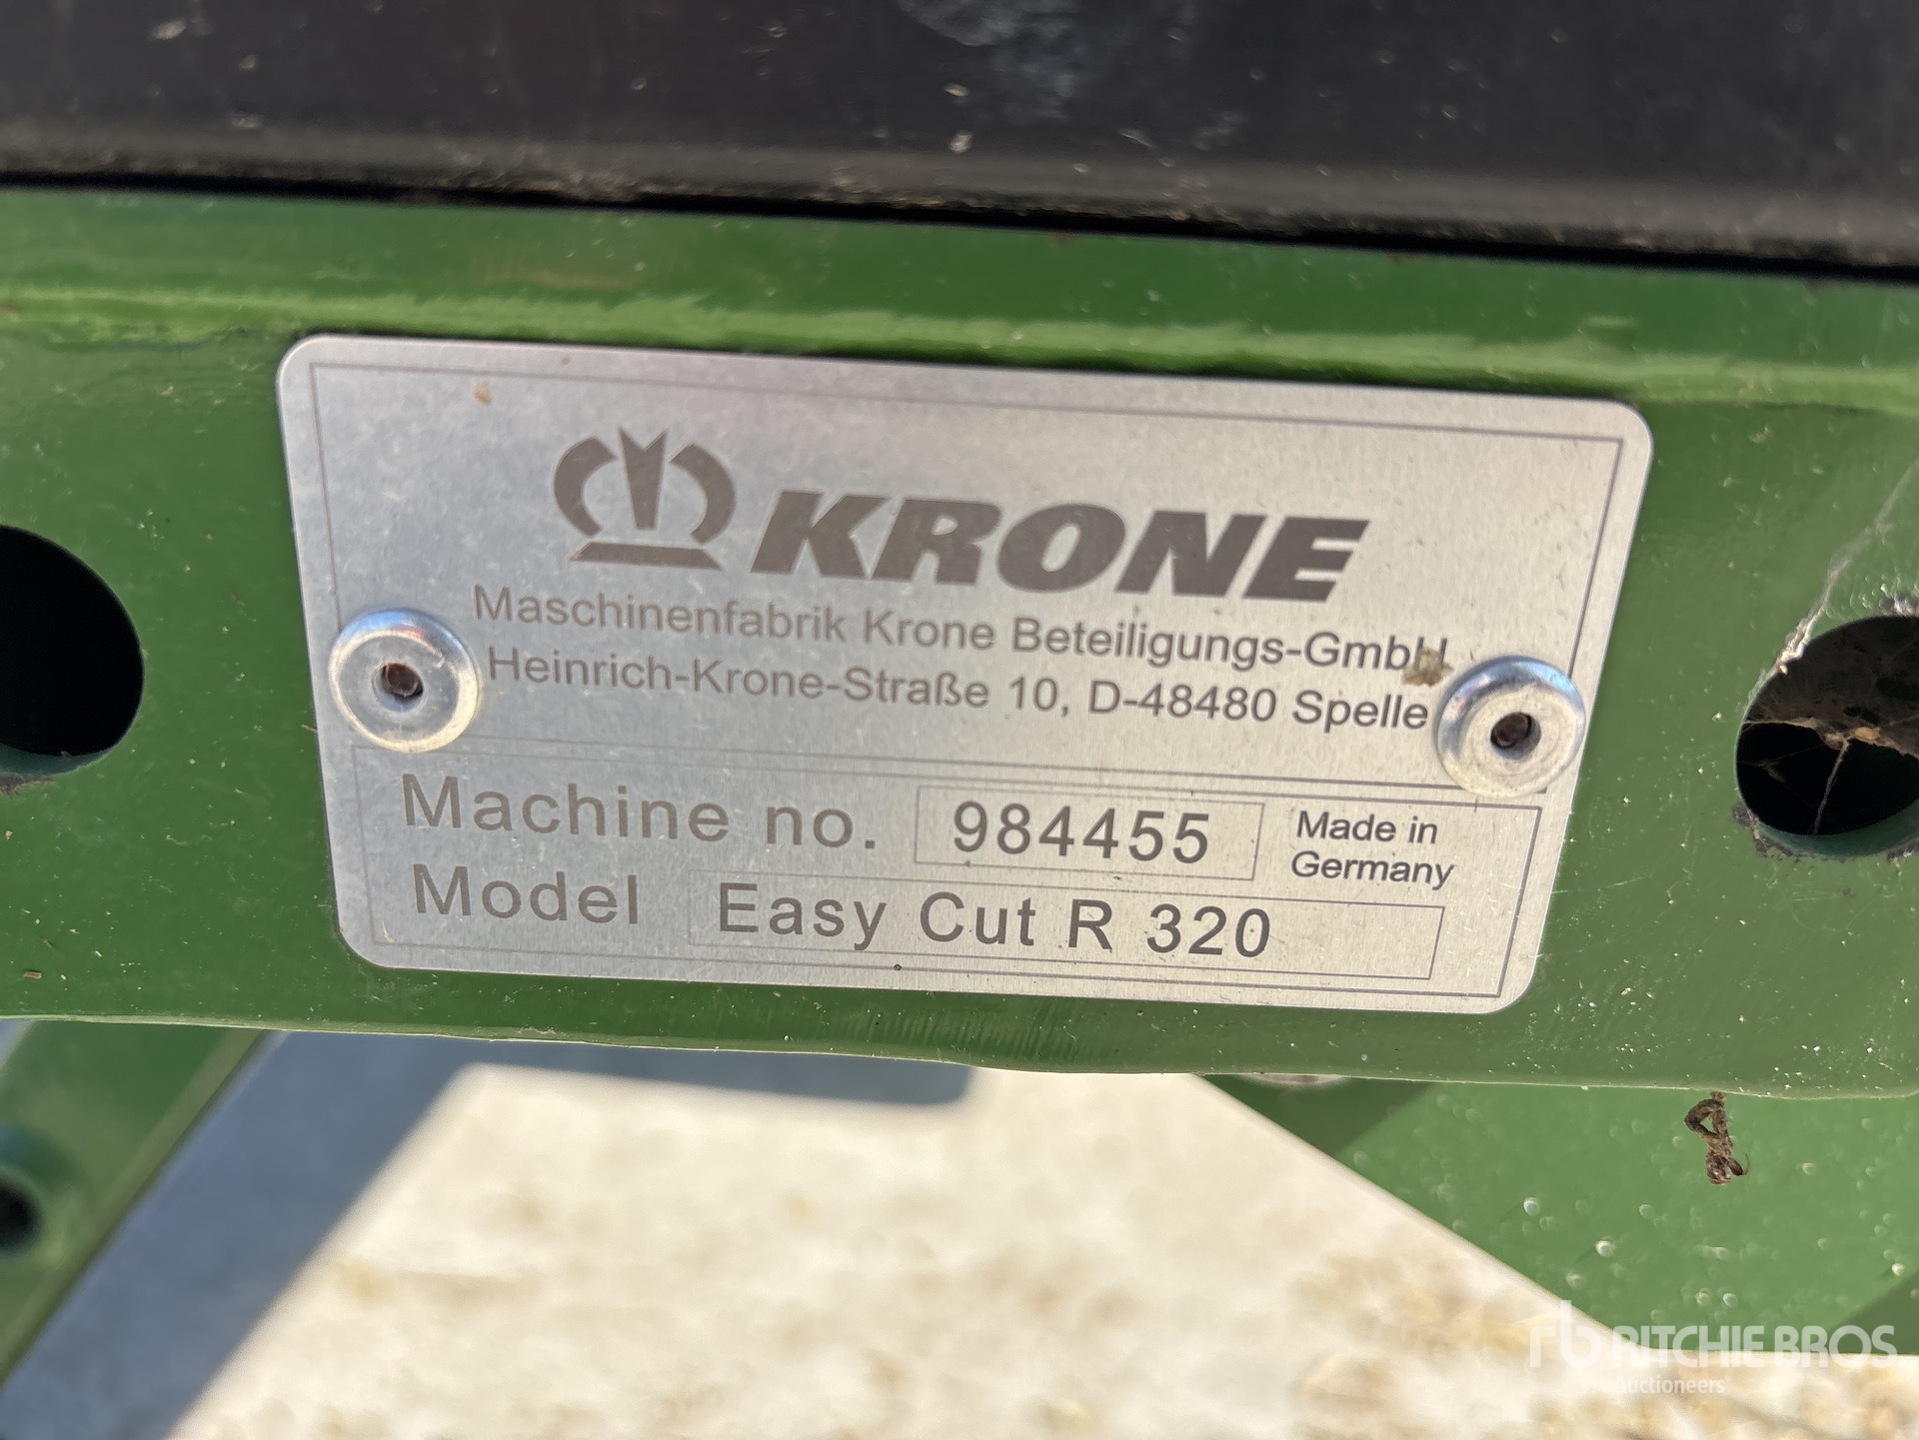 KRONE
Maschinenfabrik Krone Beteiligungs-GmbH
Heinrich-Krone-Straße 10, D-48480 Spelle
Machine no. 984455
Made in
Germany
Model Easy Cut R 320
rb RITCHIE BROS
Auctioneers